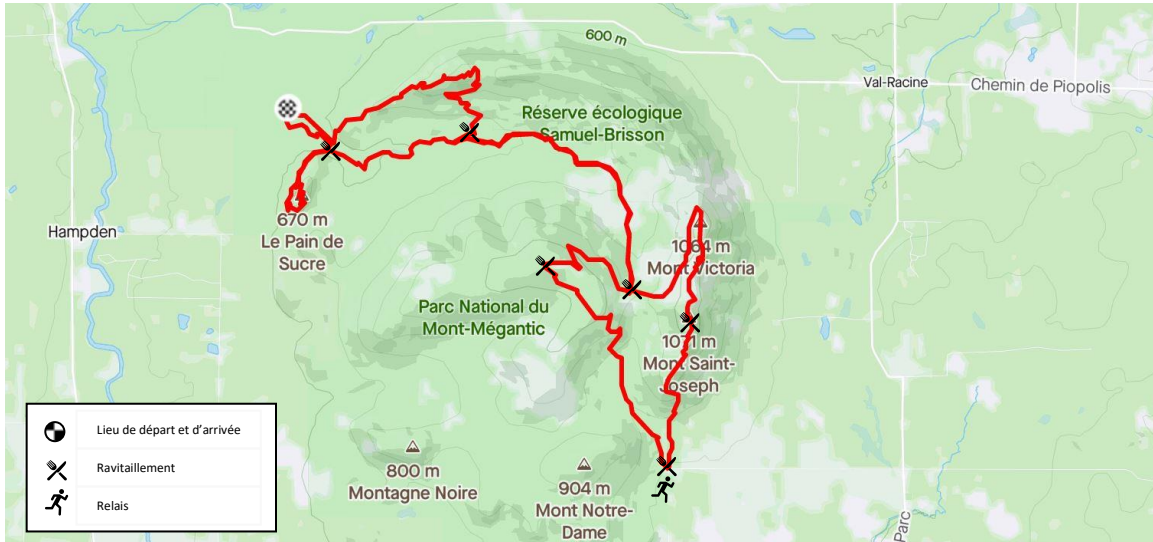 600 m
Val-Racine
Chemin de Piopolis
Réserve écologique
Samuel-Brisson
670 m
Le Pain de
Sucre
Hampden
1064 m
Mont Victoria
Parc National du
Mont-Mégantic
1071 m
Mont Saint-
Joseph
800 m
Montagne Noire
904 m
Mont Notre-
Dame
Parc
Lieu de départ et d'arrivée
Ravitaillement
Relais